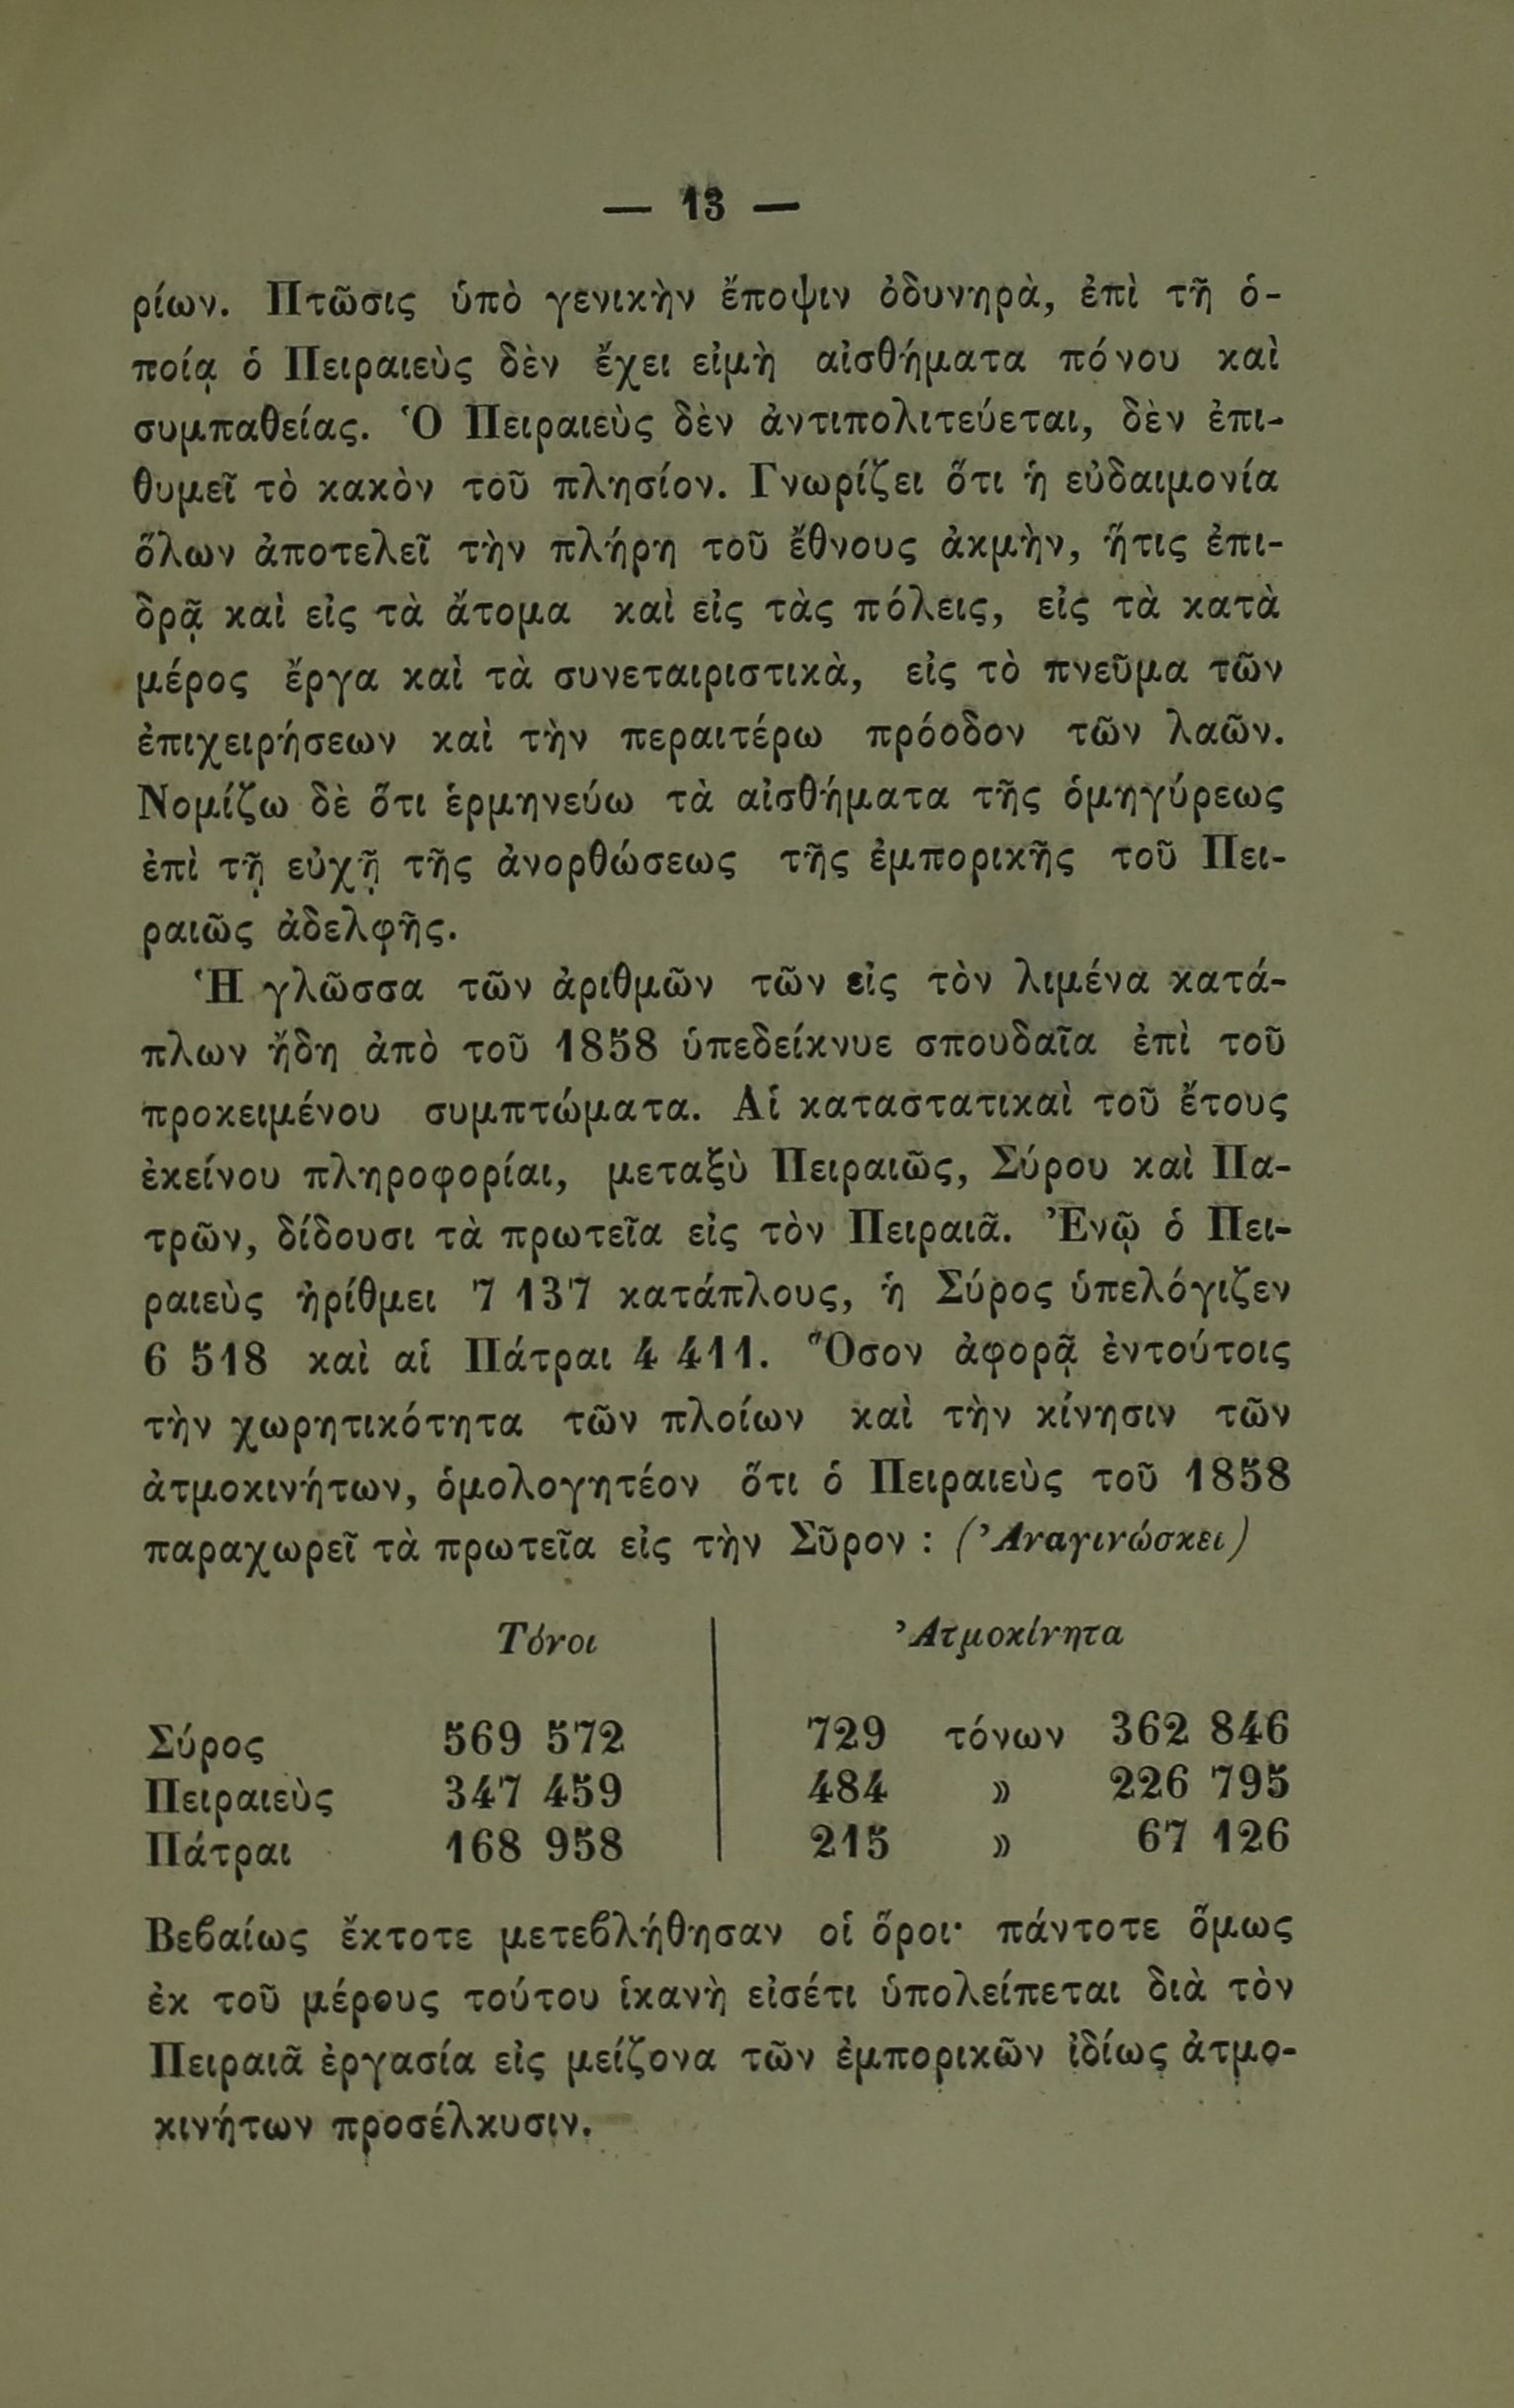 — 13 —
ρίων. Πτῶσις ὑπὸ γενικὴν ἔποψιν ὀδυνηρὰ, ἐπὶ τῇ ὁ-
ποίᾳ ὁ Πειραιεὺς δὲν ἔχει εἰμὴ αἰσθήματα πόνου καὶ
συμπαθείας. Ὁ Πειραιεὺς δὲν ἀντιπολιτεύεται, δὲν ἐπι-
θυμεῖ τὸ κακὸν τοῦ πλησίον. Γνωρίζει ὅτι ἡ εὐδαιμονία
ὅλων ἀποτελεῖ τὴν πλήρη τοῦ ἔθνους ἀκμὴν, ἥτις ἐπι-
δρᾷ καὶ εἰς τὰ ἄτομα καὶ εἰς τὰς πόλεις, εἰς τὰ κατὰ
μέρος ἔργα καὶ τὰ συνεταιριστικὰ, εἰς τὸ πνεῦμα τῶν
ἐπιχειρήσεων καὶ τὴν περαιτέρω πρόοδον τῶν λαῶν.
Νομίζω δὲ ὅτι ἑρμηνεύω τὰ αἰσθήματα τῆς ὁμηγύρεως
ἐπὶ τῇ εὐχῇ τῆς ἀνορθώσεως τῆς ἐμπορικῆς τοῦ Πει-
ραιῶς ἀδελφῆς.
Ἡ γλῶσσα τῶν ἀριθμῶν τῶν εἰς τὸν λιμένα κατά-
πλων ἤδη ἀπὸ τοῦ 1858 ὑπεδείκνυε σπουδαῖα ἐπὶ τοῦ
προκειμένου συμπτώματα. Αἱ καταστατικαὶ τοῦ ἔτους
ἐκείνου πληροφορίαι, μεταξὺ Πειραιῶς, Σύρου καὶ Πα-
τρῶν, δίδουσι τὰ πρωτεῖα εἰς τὸν Πειραιᾶ. Ἐνῷ ὁ Πει-
ραιεὺς ἠρίθμει 7 137 κατάπλους, ἡ Σύρος ὑπελόγιζεν
6 518 καὶ αἱ Πάτραι 4 411. Ὅσον ἀφορᾷ ἐντούτοις
τὴν χωρητικότητα τῶν πλοίων καὶ τὴν κίνησιν τῶν
ἀτμοκινήτων, ὁμολογητέον ὅτι ὁ Πειραιεὺς τοῦ 1858
παραχωρεῖ τὰ πρωτεῖα εἰς τὴν Σῦρον : (Ἀναγινώσκει)
Τόνοι Ἀτμοκίνητα
Σύρος 569 572 729 τόνων 362 846
Πειραιεὺς 347 459 484 » 226 795
Πάτραι 168 958 215 » 67 126
Βεβαίως ἔκτοτε μετεβλήθησαν οἱ ὅροι· πάντοτε ὅμως
ἐκ τοῦ μέρους τούτου ἱκανὴ εἰσέτι ὑπολείπεται διὰ τὸν
Πειραιᾶ ἐργασία εἰς μείζονα τῶν ἐμπορικῶν ἰδίως ἀτμο-
κινήτων προσέλκυσιν.